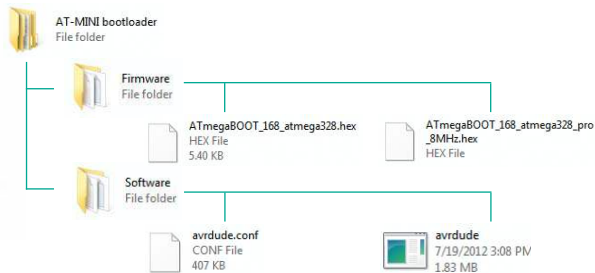 AT-MINI bootloader
File folder
Firmware
File folder
ATmegaBOOT_168_atmega328.hex
HEX File
5.40 KB
ATmegaBOOT_168_atmega328_pro
_8MHz.hex
HEX File
Software
File folder
avrdude.conf
CONF File
407 KB
avrdude
7/19/2012 3:08 PM
1.83 MB